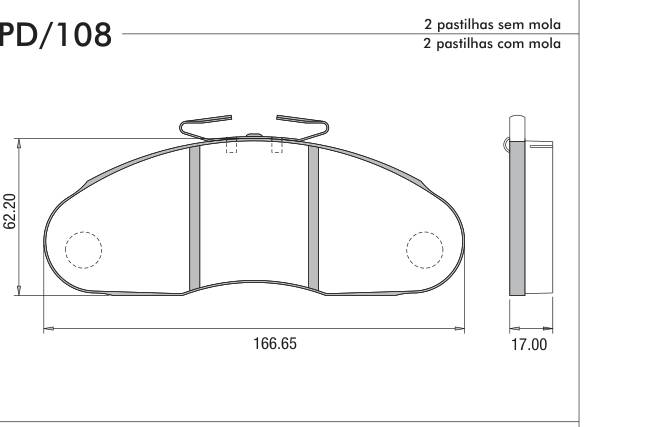 PD/108
2 pastilhas sem mola
2 pastilhas com mola
62.20
166.65
17.00